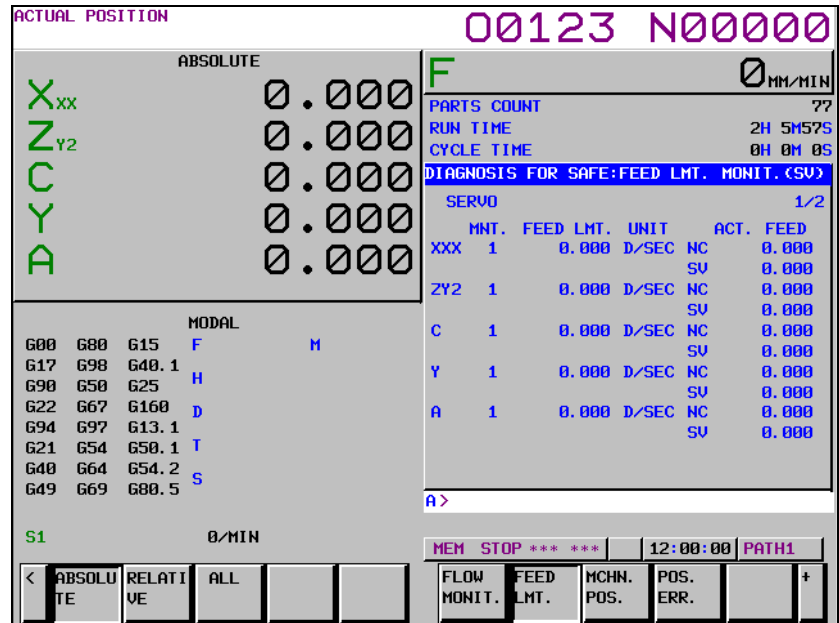 ACTUAL POSITION
O0123 N00000
ABSOLUTE
X XX 0.000
Z Y2 0.000
C 0.000
Y 0.000
A 0.000
F 0 MM/MIN
PARTS COUNT 77
RUN TIME 2H 5M57S
CYCLE TIME 0H 0M 0S
DIAGNOSIS FOR SAFE:FEED LMT. MONIT.(SV)
SERVO 1/2
MNT. FEED LMT. UNIT ACT. FEED
XXX 1 0.000 D/SEC NC 0.000
SV 0.000
ZY2 1 0.000 D/SEC NC 0.000
SV 0.000
C 1 0.000 D/SEC NC 0.000
SV 0.000
Y 1 0.000 D/SEC NC 0.000
SV 0.000
A 1 0.000 D/SEC NC 0.000
SV 0.000
MODAL
G00 G80 G15 F M
G17 G98 G40.1
G90 G50 G25 H
G22 G67 G160 D
G94 G97 G13.1
G21 G54 G50.1 T
G40 G64 G54.2 S
G49 G69 G80.5
S1 0/MIN
A>
MEM STOP *** *** 12:00:00 PATH1
< ABSOLU RELATI ALL
TE VE
FLOW FEED MCHN. POS. +
MONIT. LMT. POS. ERR.